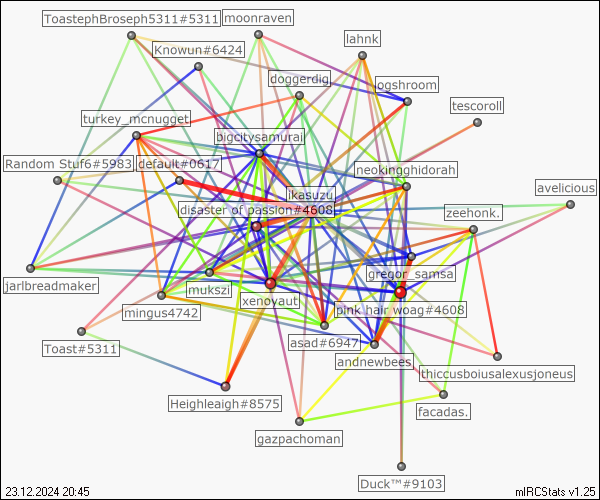 ToastephBroseph5311#5311
moonraven
lahnk
Knowun#6424
doggerdig
ogshroom
tescoroll
turkey_mcnugget
bigcitysamurai
Random Stuf6#5983
default#0617
neokingghidorah
ikasuzu
avelicious
disaster of passion#4608
zeehonk.
gregor_samsa
jarlbreadmaker
mukszi
xenoyaut
mingus4742
pink hair woag#4608
Toast#5311
asad#6947
andnewbees
thiccusboiusalexusjoneus
Heighleaigh#8575
facadas.
gazpachoman
Duck™#9103
23.12.2024 20:45
mIRCStats v1.25